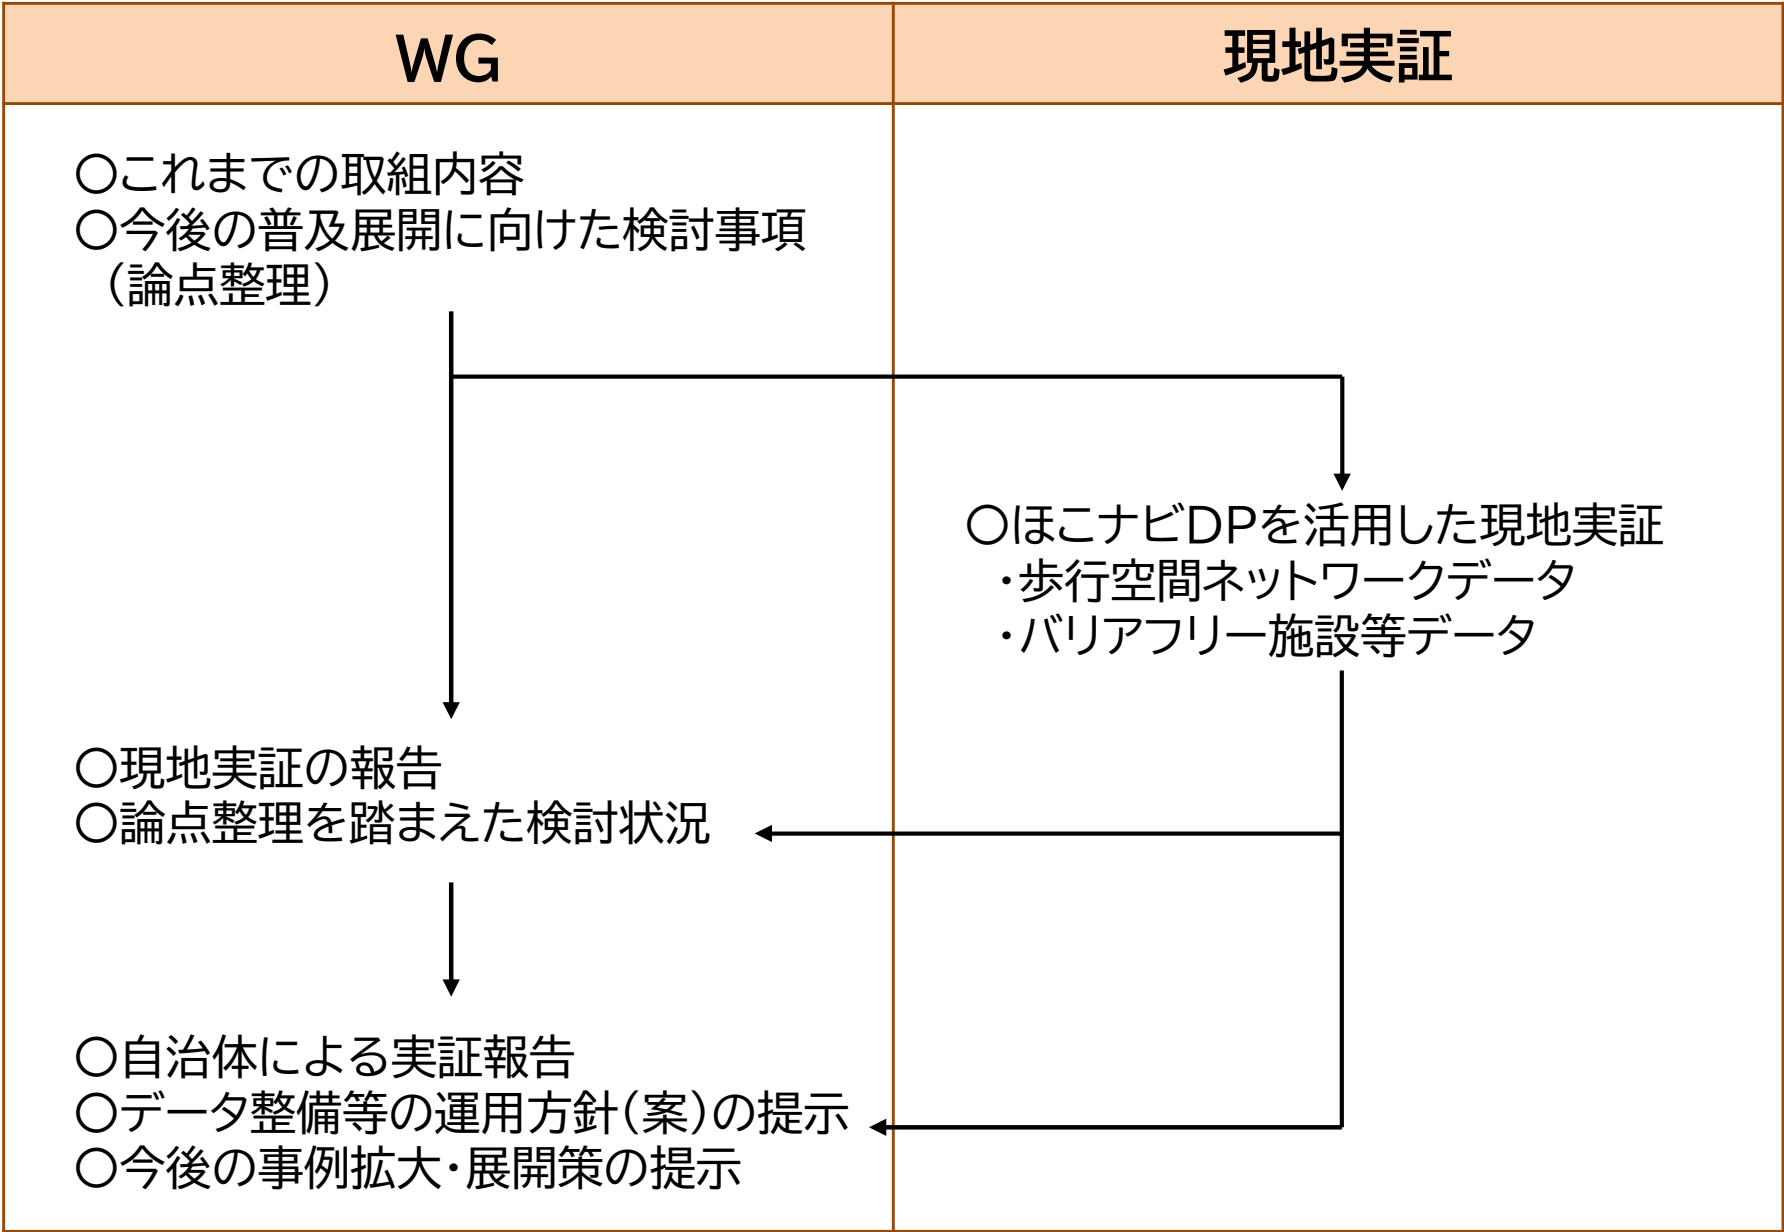 WG
現地実証
○これまでの取組内容
○今後の普及展開に向けた検討事項
（論点整理）
○ほこナビDPを活用した現地実証
・歩行空間ネットワークデータ
・バリアフリー施設等データ
○現地実証の報告
○論点整理を踏まえた検討状況
○自治体による実証報告
○データ整備等の運用方針（案）の提示
○今後の事例拡大・展開策の提示